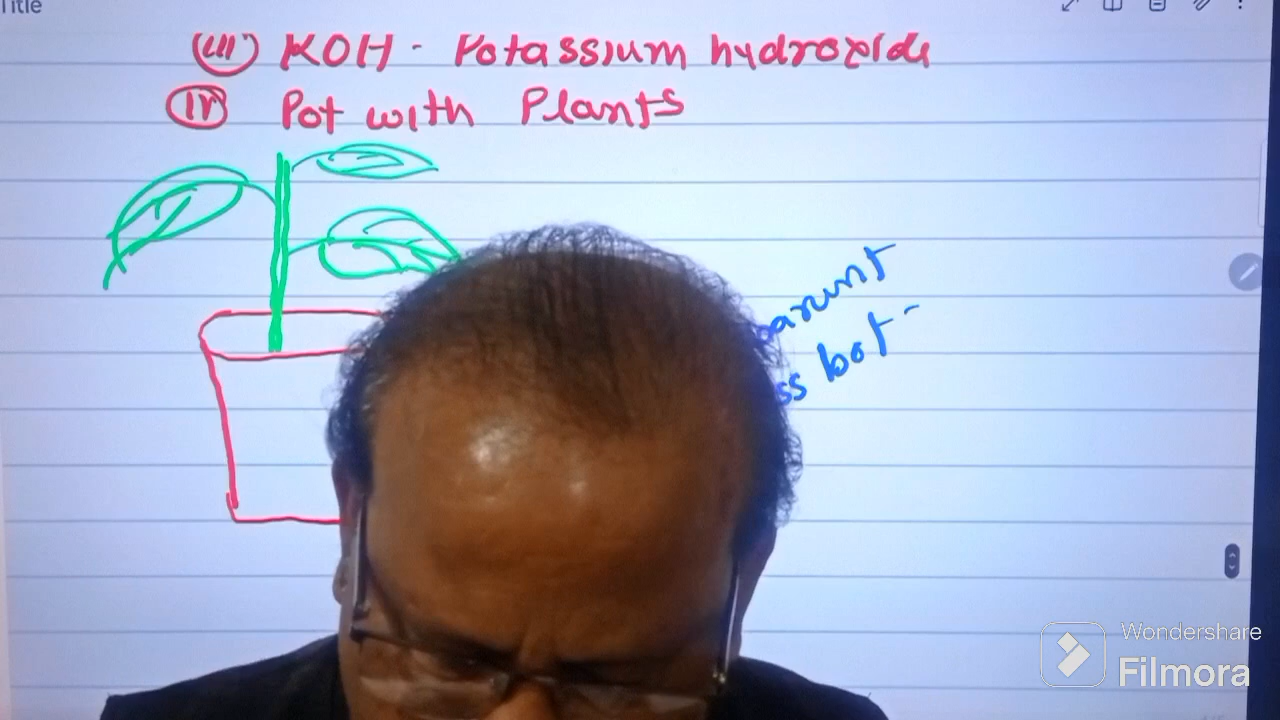 Title
(iii) KOH - Potassium hydroxide
(iv) Pot with Plants
bot -
Wondershare
Filmora